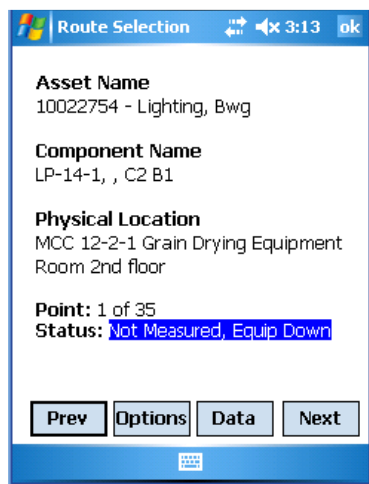 Route Selection 3:13 ok
Asset Name
10022754 - Lighting, Bwg
Component Name
LP-14-1, , C2 B1
Physical Location
MCC 12-2-1 Grain Drying Equipment
Room 2nd floor
Point: 1 of 35
Status: Not Measured, Equip Down
Prev Options Data Next